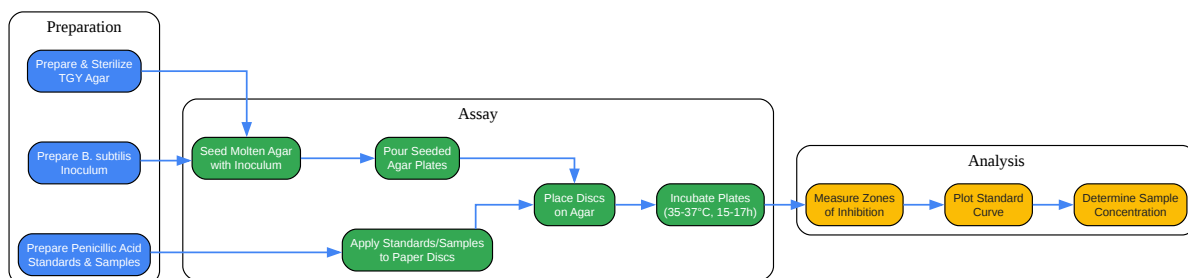 Preparation
Prepare & Sterilize
TGY Agar
Prepare B. subtilis
Inoculum
Prepare Penicillic Acid
Standards & Samples
Assay
Seed Molten Agar
with Inoculum
Pour Seeded
Agar Plates
Apply Standards/Samples
to Paper Discs
Place Discs
on Agar
Incubate Plates
(35-37°C, 15-17h)
Analysis
Measure Zones
of Inhibition
Plot Standard
Curve
Determine Sample
Concentration